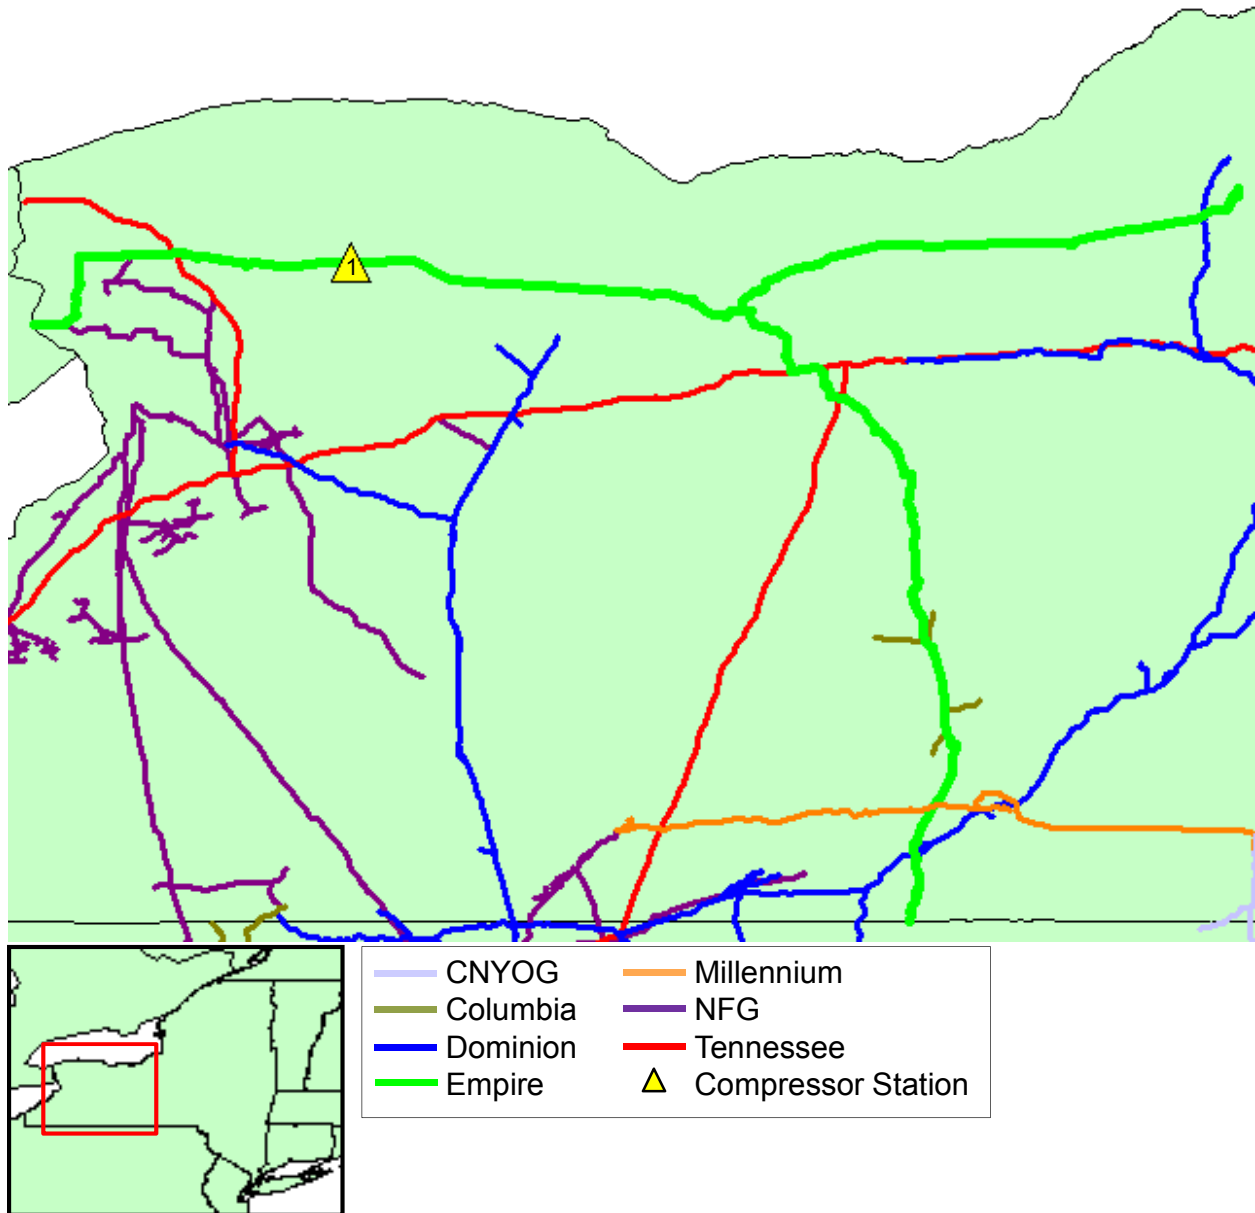 1
CNYOG
Millennium
Columbia
NFG
Dominion
Tennessee
Empire
Compressor Station